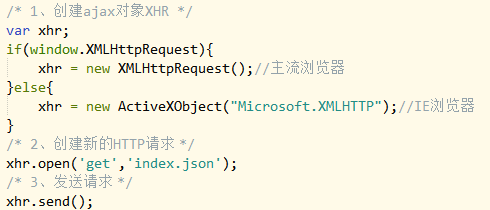 /* 1、创建ajax对象XHR */
var xhr;
if(window.XMLHttpRequest){
    xhr = new XMLHttpRequest();//主流浏览器
}else{
    xhr = new ActiveXObject("Microsoft.XMLHTTP");//IE浏览器
}
/* 2、创建新的HTTP请求 */
xhr.open('get','index.json');
/* 3、发送请求 */
xhr.send();